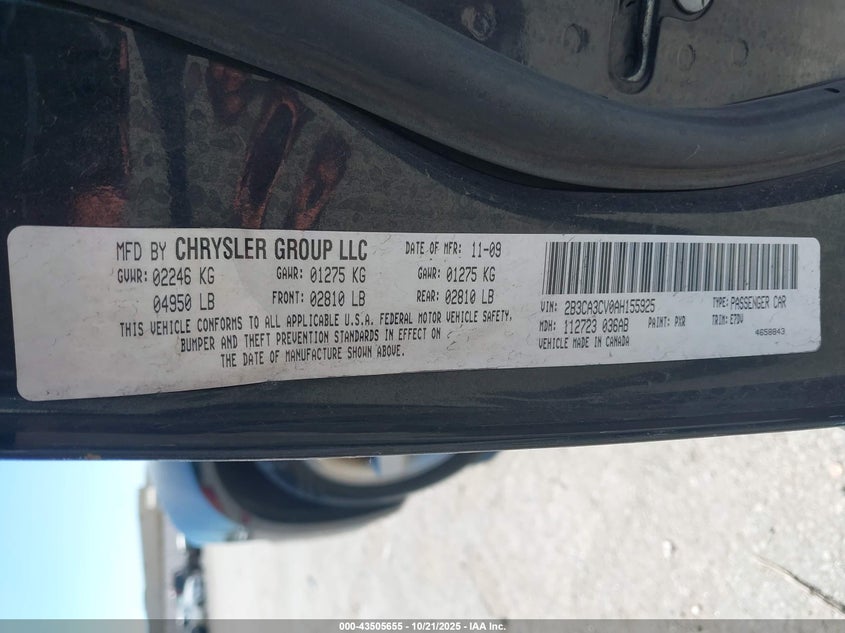 MFD BY CHRYSLER GROUP LLC DATE OF MFR: 11-09
GVWR: 02246 KG GAWR: 01275 KG GAWR: 01275 KG
04950 LB FRONT: 02810 LB REAR: 02810 LB
THIS VEHICLE CONFORMS TO ALL APPLICABLE U.S.A. FEDERAL MOTOR VEHICLE SAFETY,
BUMPER AND THEFT PREVENTION STANDARDS IN EFFECT ON
THE DATE OF MANUFACTURE SHOWN ABOVE.
VIN: 2B3CA3CV0AH155925 TYPE: PASSENGER CAR
MDH: 112723 036AB PAINT: PXR TRIM: E7DV
VEHICLE MADE IN CANADA 4658843
000-43505655 - 10/21/2025 - IAA Inc.